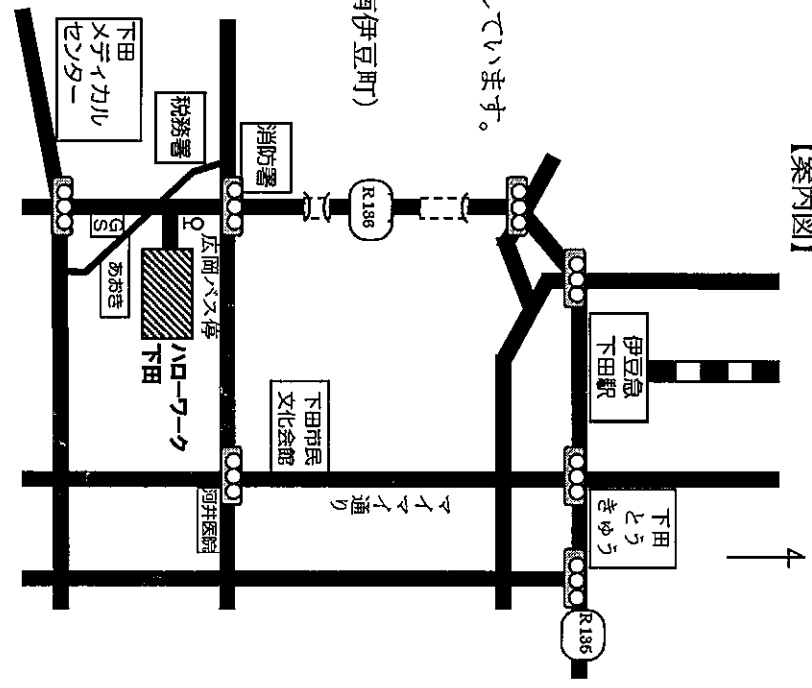 【案内図】
しています。
南伊豆町)
伊豆急
下田駅
下田
とう
きゅう
R136
R135
消防署
税務署
下田
メディカル
センター
広岡バス停
GS
あおき
ハローワーク
下田
下田市民
文化会館
マイマイ
通り
河井医院